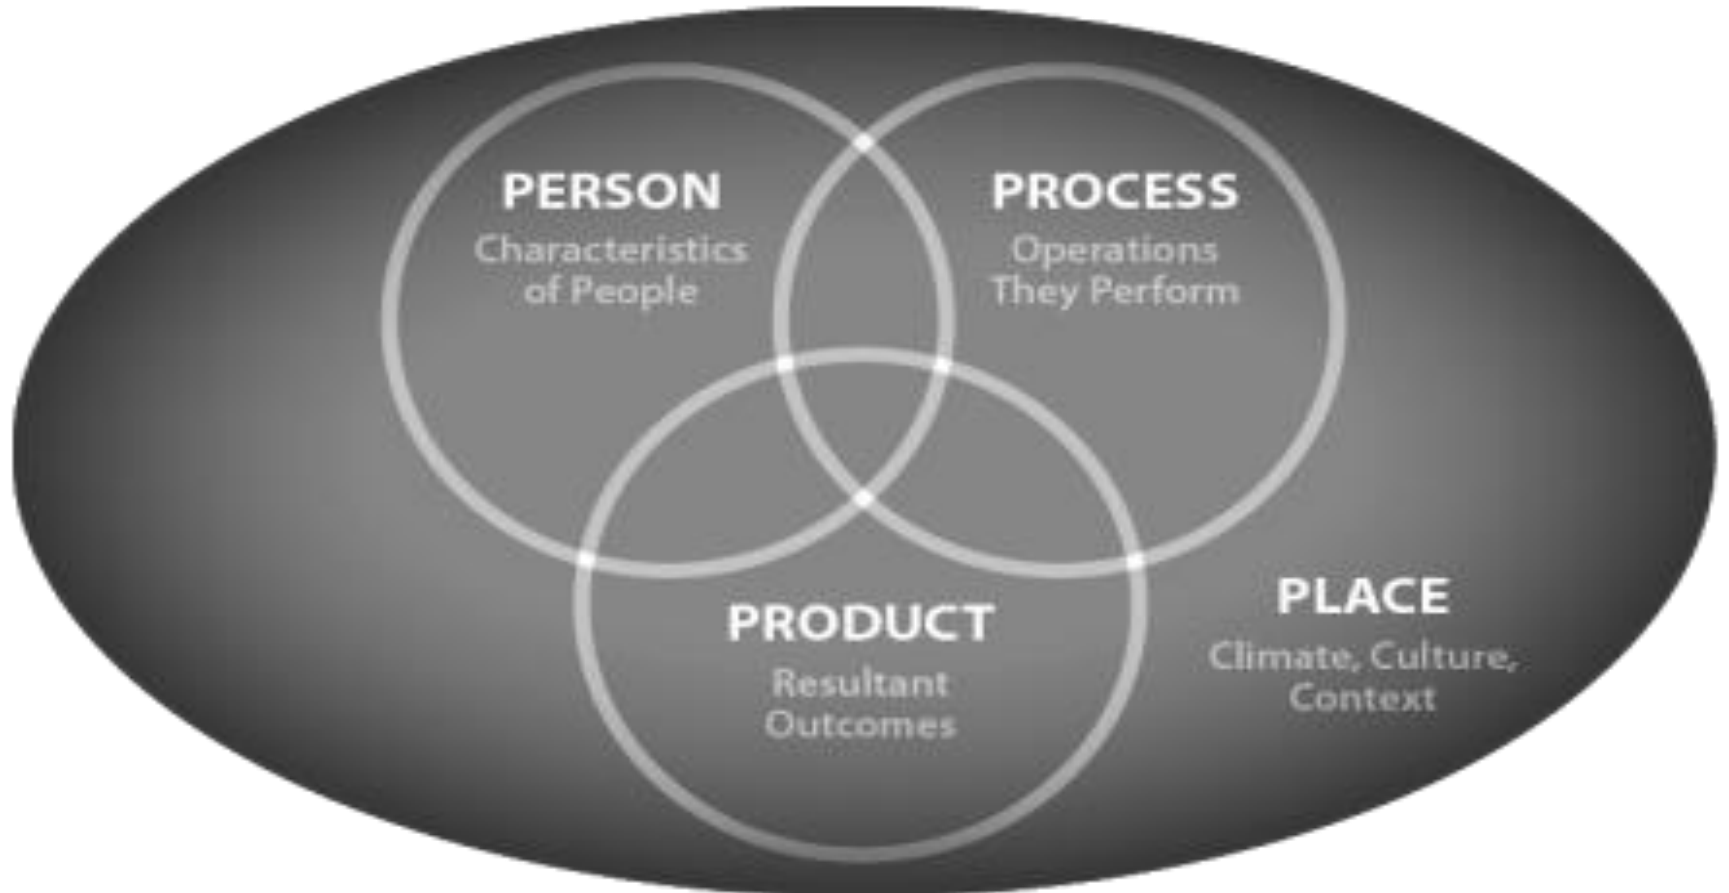 PERSON
Characteristics
of People
PROCESS
Operations
They Perform
PRODUCT
Resultant
Outcomes
PLACE
Climate, Culture,
Context